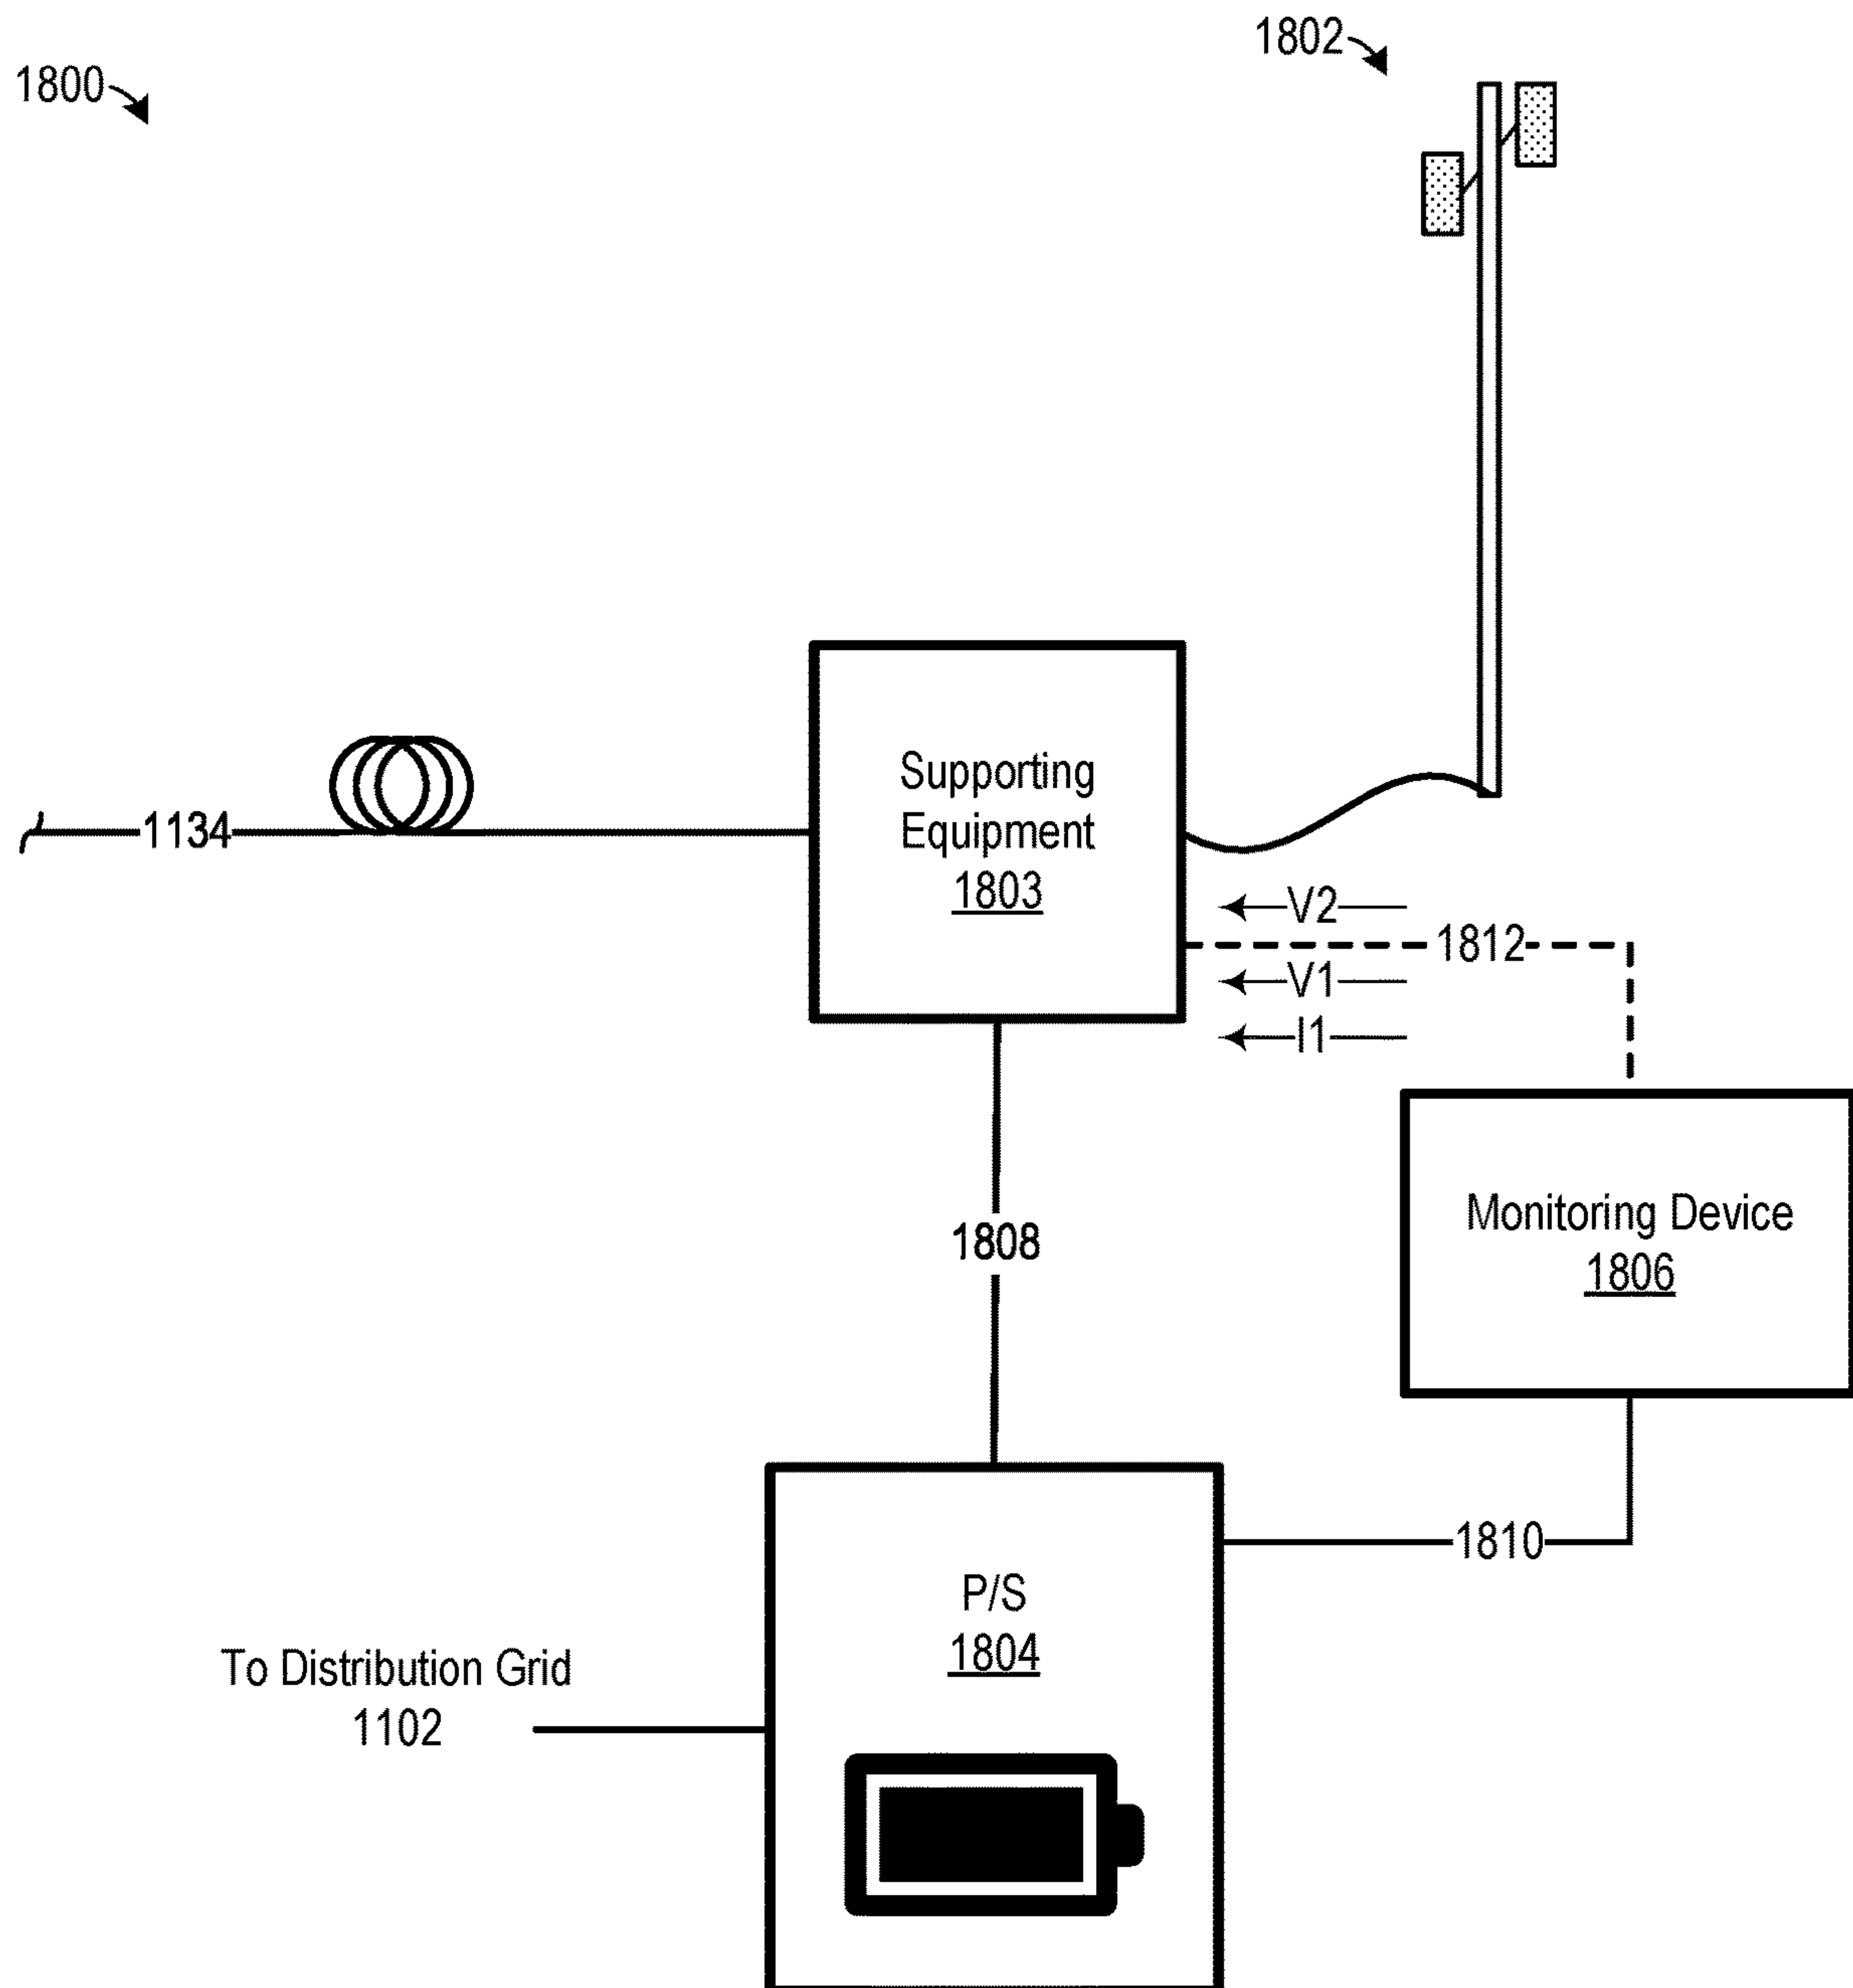 1802
1800
Supporting
Equipment
1803
1134
V2
1812
V1
I1
1808
Monitoring Device
1806
1810
P/S
1804
To Distribution Grid
1102